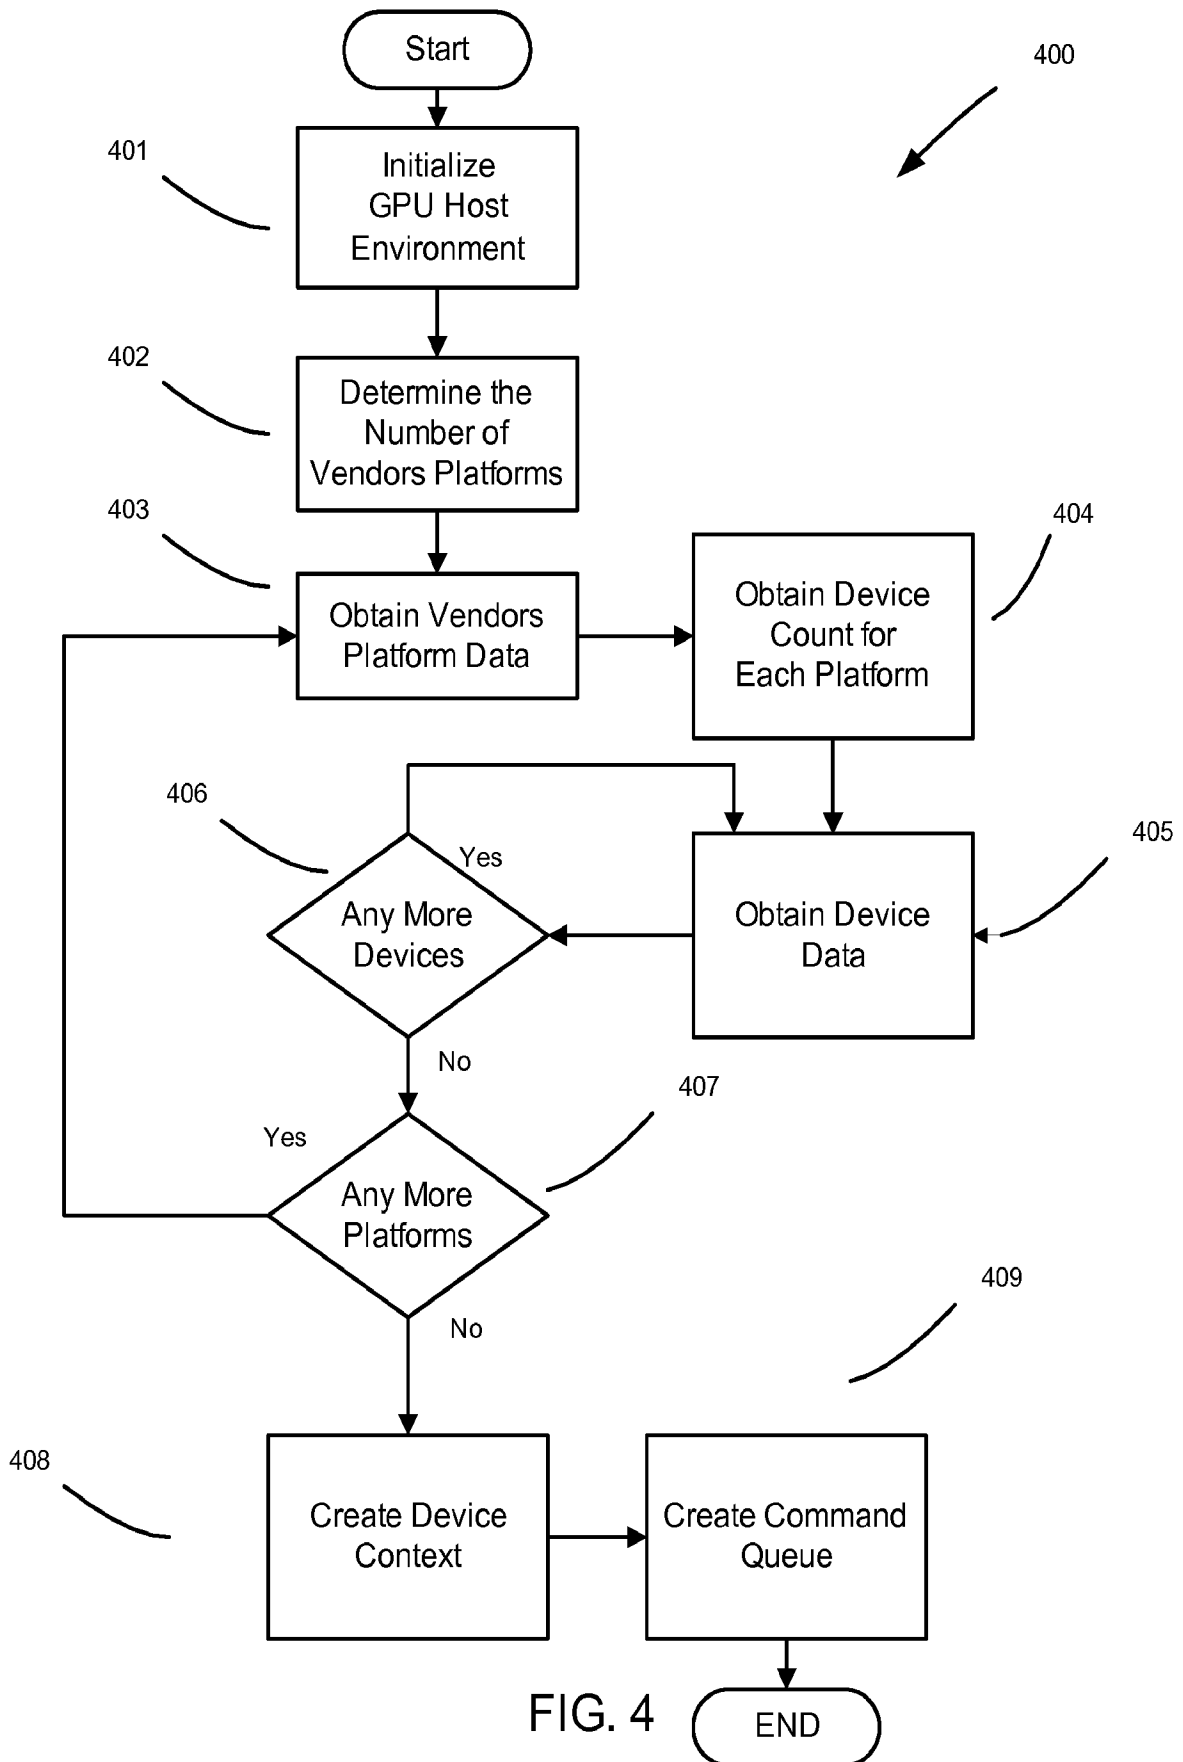 Start
400
401
Initialize
GPU Host
Environment
402
Determine the
Number of
Vendors Platforms
403
Obtain Vendors
Platform Data
404
Obtain Device
Count for
Each Platform
405
Obtain Device
Data
406
Yes
Any More
Devices
No
407
Yes
Any More
Platforms
No
408
Create Device
Context
409
Create Command
Queue
FIG. 4
END